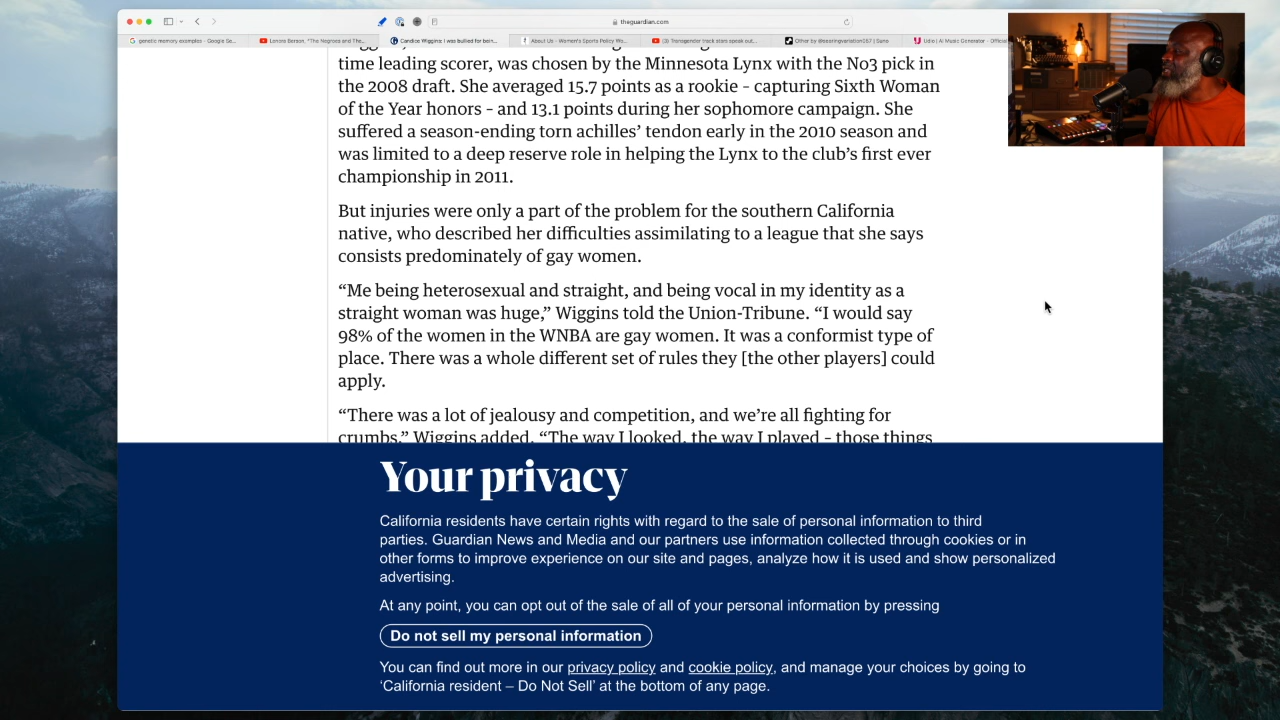 theguardian.com
genetic memory examples - Google Se...
Lenore Berson, "The Negroes and The...
Candice Wiggins: I was bullied for bein...
About Us - Women's Sports Policy Wo...
(3) Transgender track stars speak out...
Udio | AI Music Generator - Official
time leading scorer, was chosen by the Minnesota Lynx with the No3 pick in
the 2008 draft. She averaged 15.7 points as a rookie – capturing Sixth Woman
of the Year honors – and 13.1 points during her sophomore campaign. She
suffered a season-ending torn achilles’ tendon early in the 2010 season and
was limited to a deep reserve role in helping the Lynx to the club’s first ever
championship in 2011.
But injuries were only a part of the problem for the southern California
native, who described her difficulties assimilating to a league that she says
consists predominately of gay women.
“Me being heterosexual and straight, and being vocal in my identity as a
straight woman was huge,” Wiggins told the Union-Tribune. “I would say
98% of the women in the WNBA are gay women. It was a conformist type of
place. There was a whole different set of rules they [the other players] could
apply.
“There was a lot of jealousy and competition, and we’re all fighting for
crumbs,” Wiggins added. “The way I looked, the way I played – those things
Your privacy
California residents have certain rights with regard to the sale of personal information to third
parties. Guardian News and Media and our partners use information collected through cookies or in
other forms to improve experience on our site and pages, analyze how it is used and show personalized
advertising.
At any point, you can opt out of the sale of all of your personal information by pressing
Do not sell my personal information
You can find out more in our privacy policy and cookie policy, and manage your choices by going to
‘California resident – Do Not Sell’ at the bottom of any page.